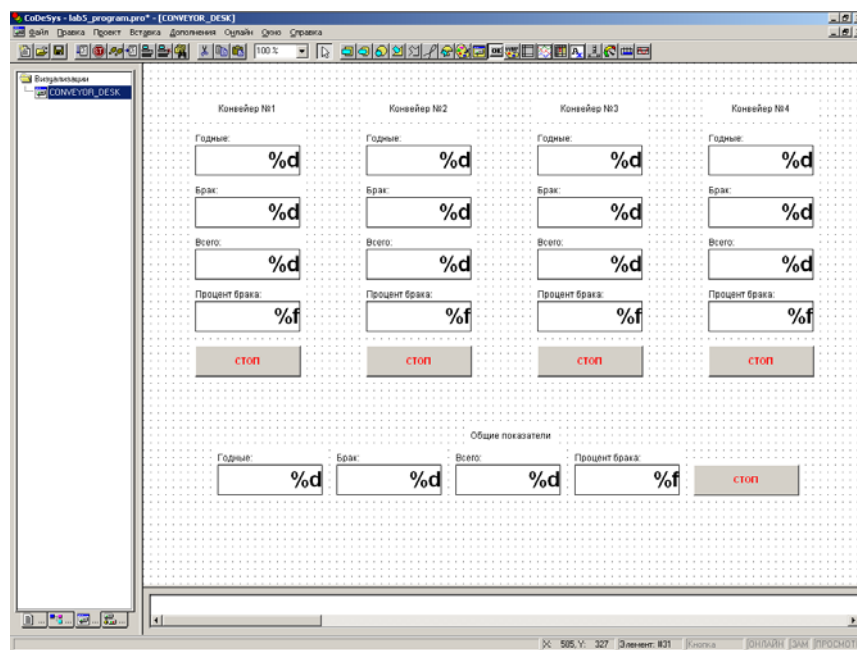 CoDeSys - lab5_program.pro* - [CONVEYOR_DESK]
Файл Правка Проект Вставка Дополнения Онлайн Окно Справка
100 %
Визуализации
CONVEYOR_DESK
Конвейер №1 Конвейер №2 Конвейер №3 Конвейер №4
Годные: Годные: Годные: Годные:
%d %d %d %d
Брак: Брак: Брак: Брак:
%d %d %d %d
Всего: Всего: Всего: Всего:
%d %d %d %d
Процент брака: Процент брака: Процент брака: Процент брака:
%f %f %f %f
СТОП СТОП СТОП СТОП
Общие показатели
Годные: Брак: Всего: Процент брака:
%d %d %d %f СТОП
X: 505, Y: 327 Элемент: #31 Кнопка ОНЛАЙН ЗАМ ПРОСМОТ